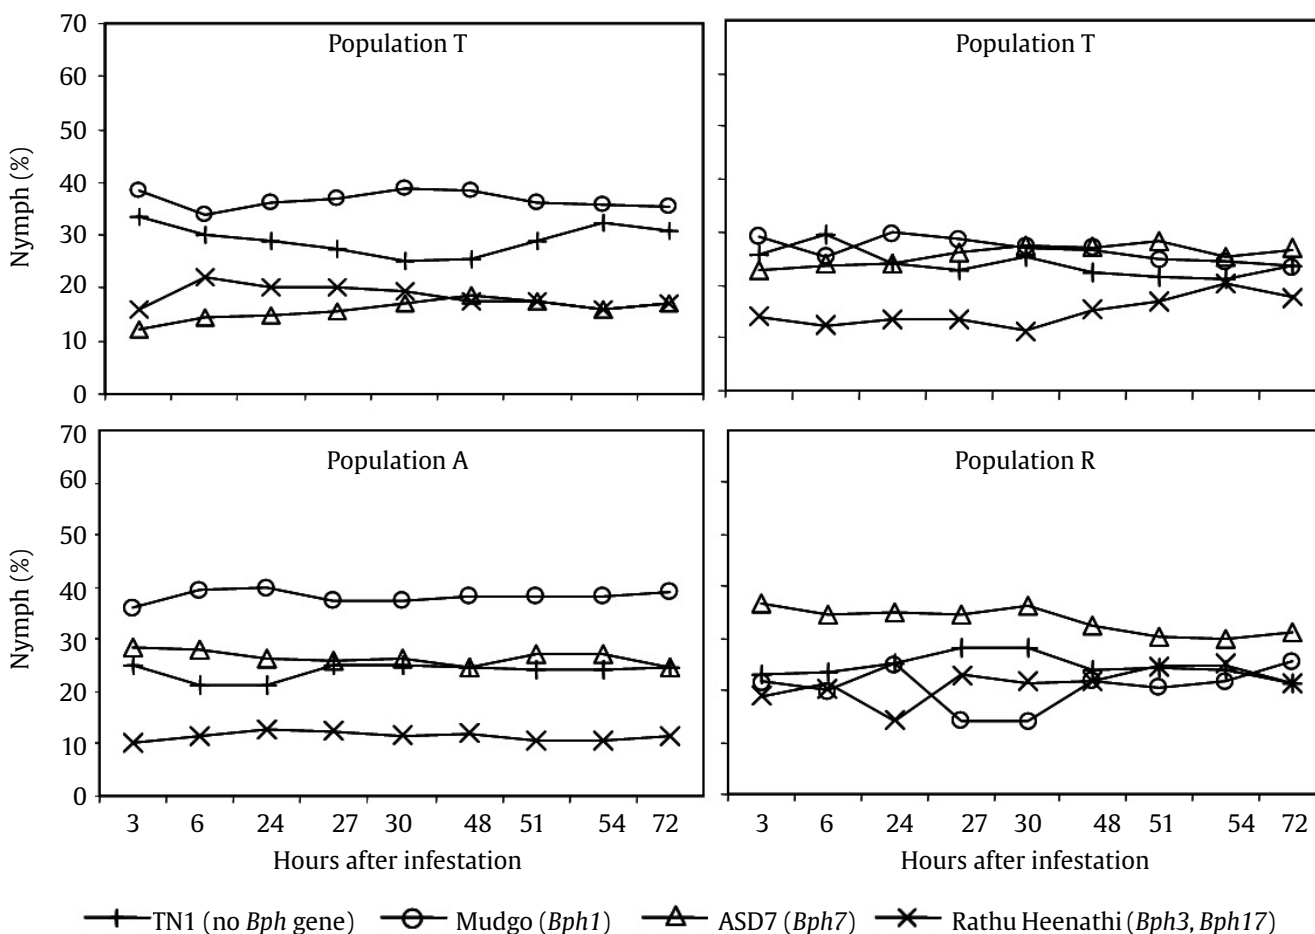 70
60
50
40
30
20
10
0
Nymph (%)
Population T
Population T
70
60
50
40
30
20
10
0
Nymph (%)
Population A
Population R
3 6 24 27 30 48 51 54 72
3 6 24 27 30 48 51 54 72
Hours after infestation
Hours after infestation
TN1 (no Bph gene) Mudgo (Bph1) ASD7 (Bph7) Rathu Heenathi (Bph3, Bph17)